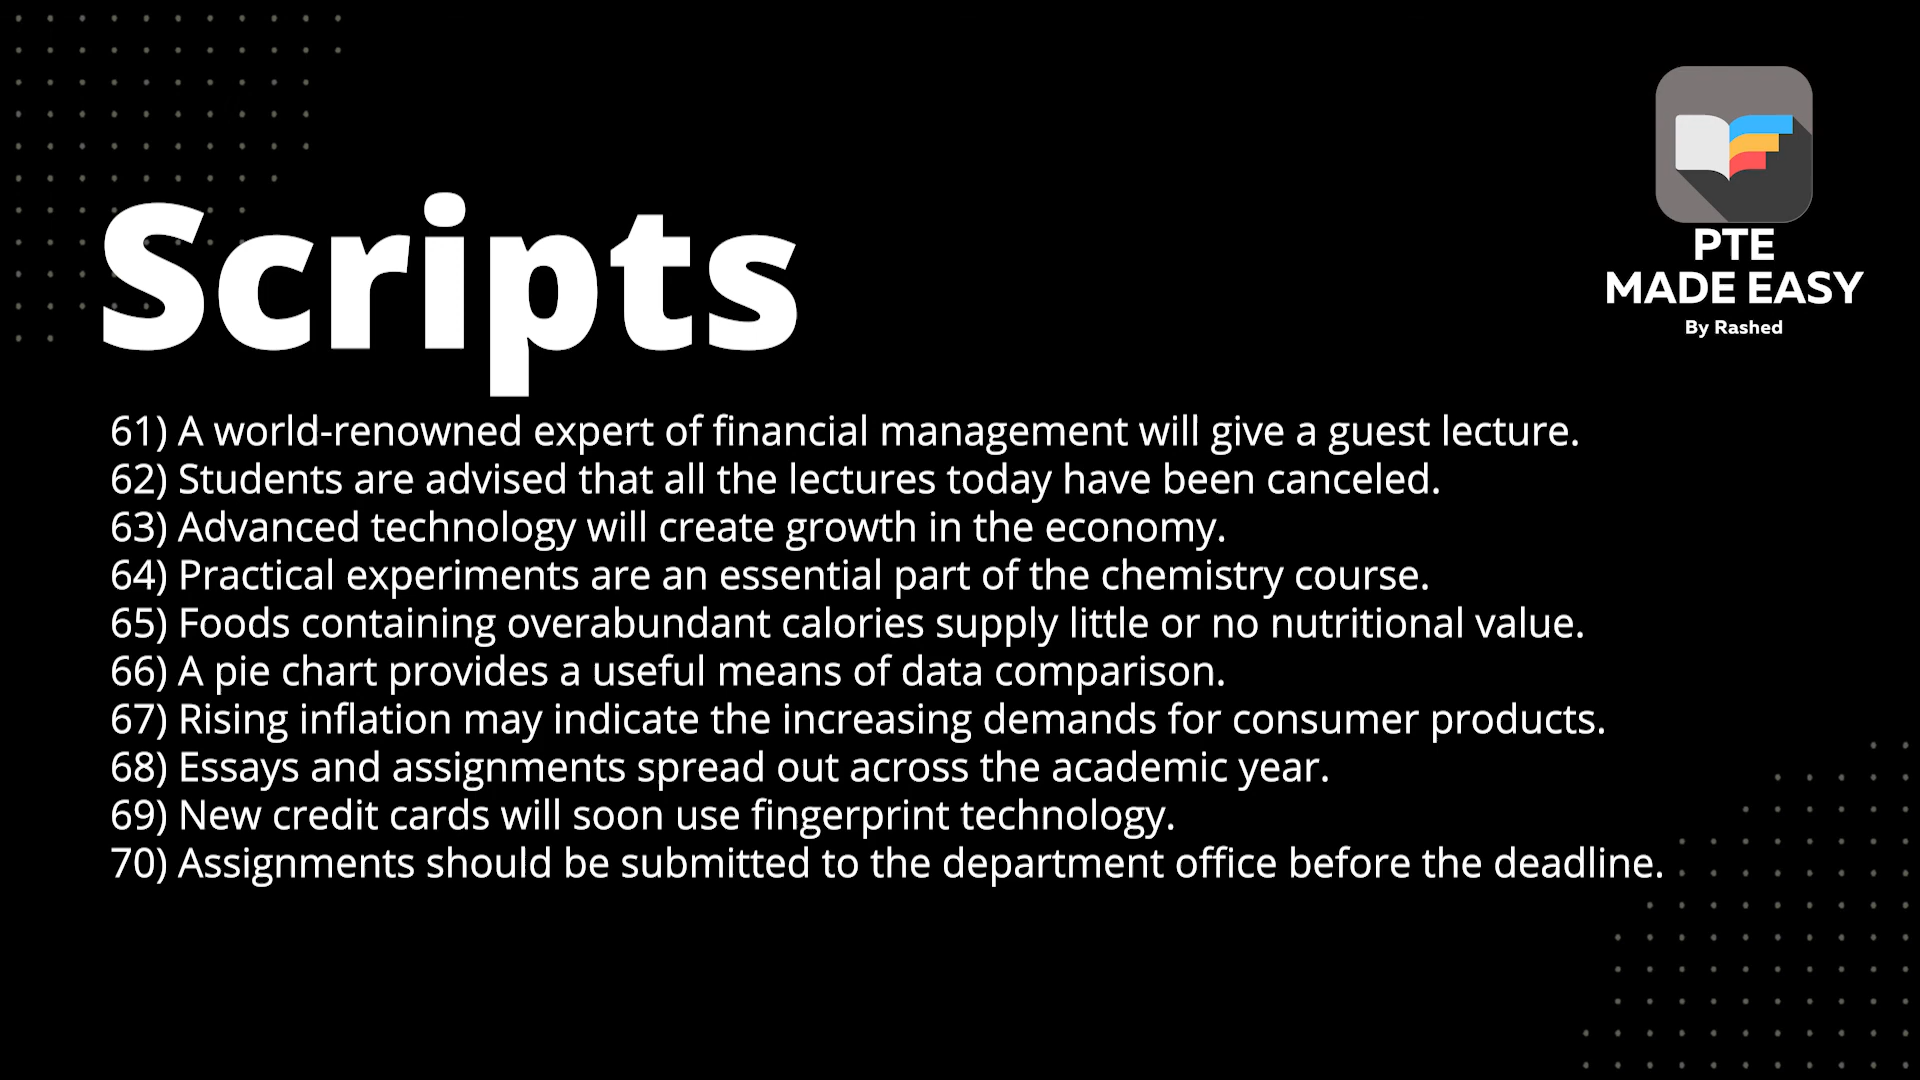 PTE
MADE EASY
By Rashed
Scripts
61) A world-renowned expert of financial management will give a guest lecture.
62) Students are advised that all the lectures today have been canceled.
63) Advanced technology will create growth in the economy.
64) Practical experiments are an essential part of the chemistry course.
65) Foods containing overabundant calories supply little or no nutritional value.
66) A pie chart provides a useful means of data comparison.
67) Rising inflation may indicate the increasing demands for consumer products.
68) Essays and assignments spread out across the academic year.
69) New credit cards will soon use fingerprint technology.
70) Assignments should be submitted to the department office before the deadline.